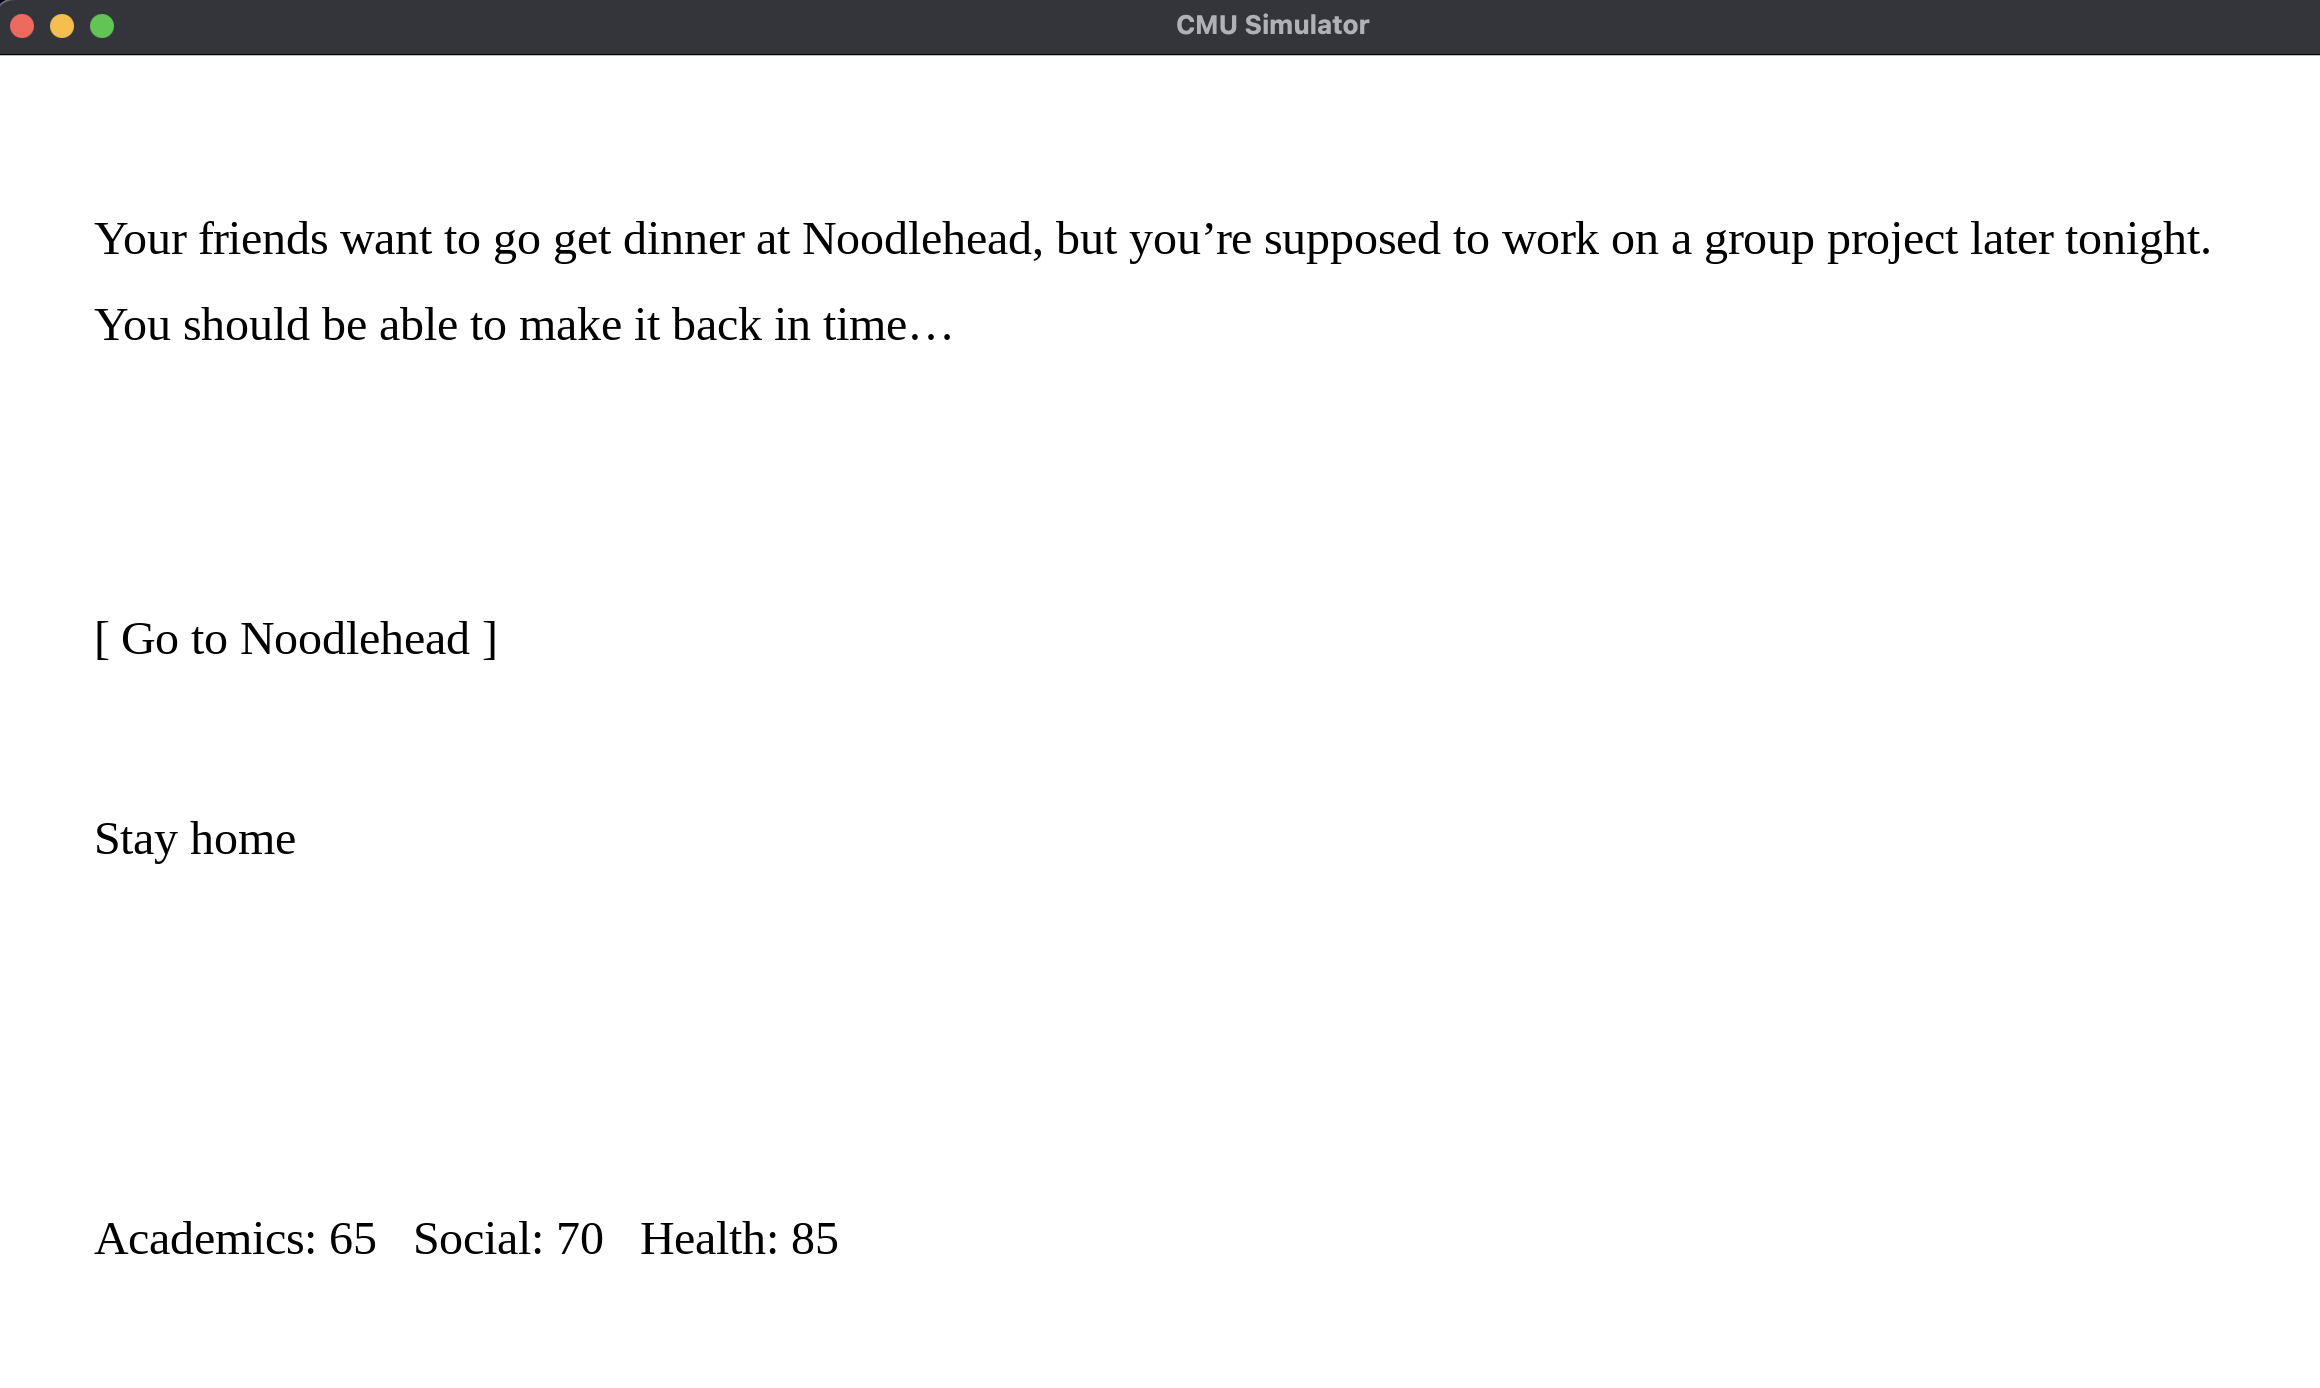 CMU Simulator
Your friends want to go get dinner at Noodlehead, but you’re supposed to work on a group project later tonight.
You should be able to make it back in time…
[ Go to Noodlehead ]
Stay home
Academics: 65   Social: 70   Health: 85